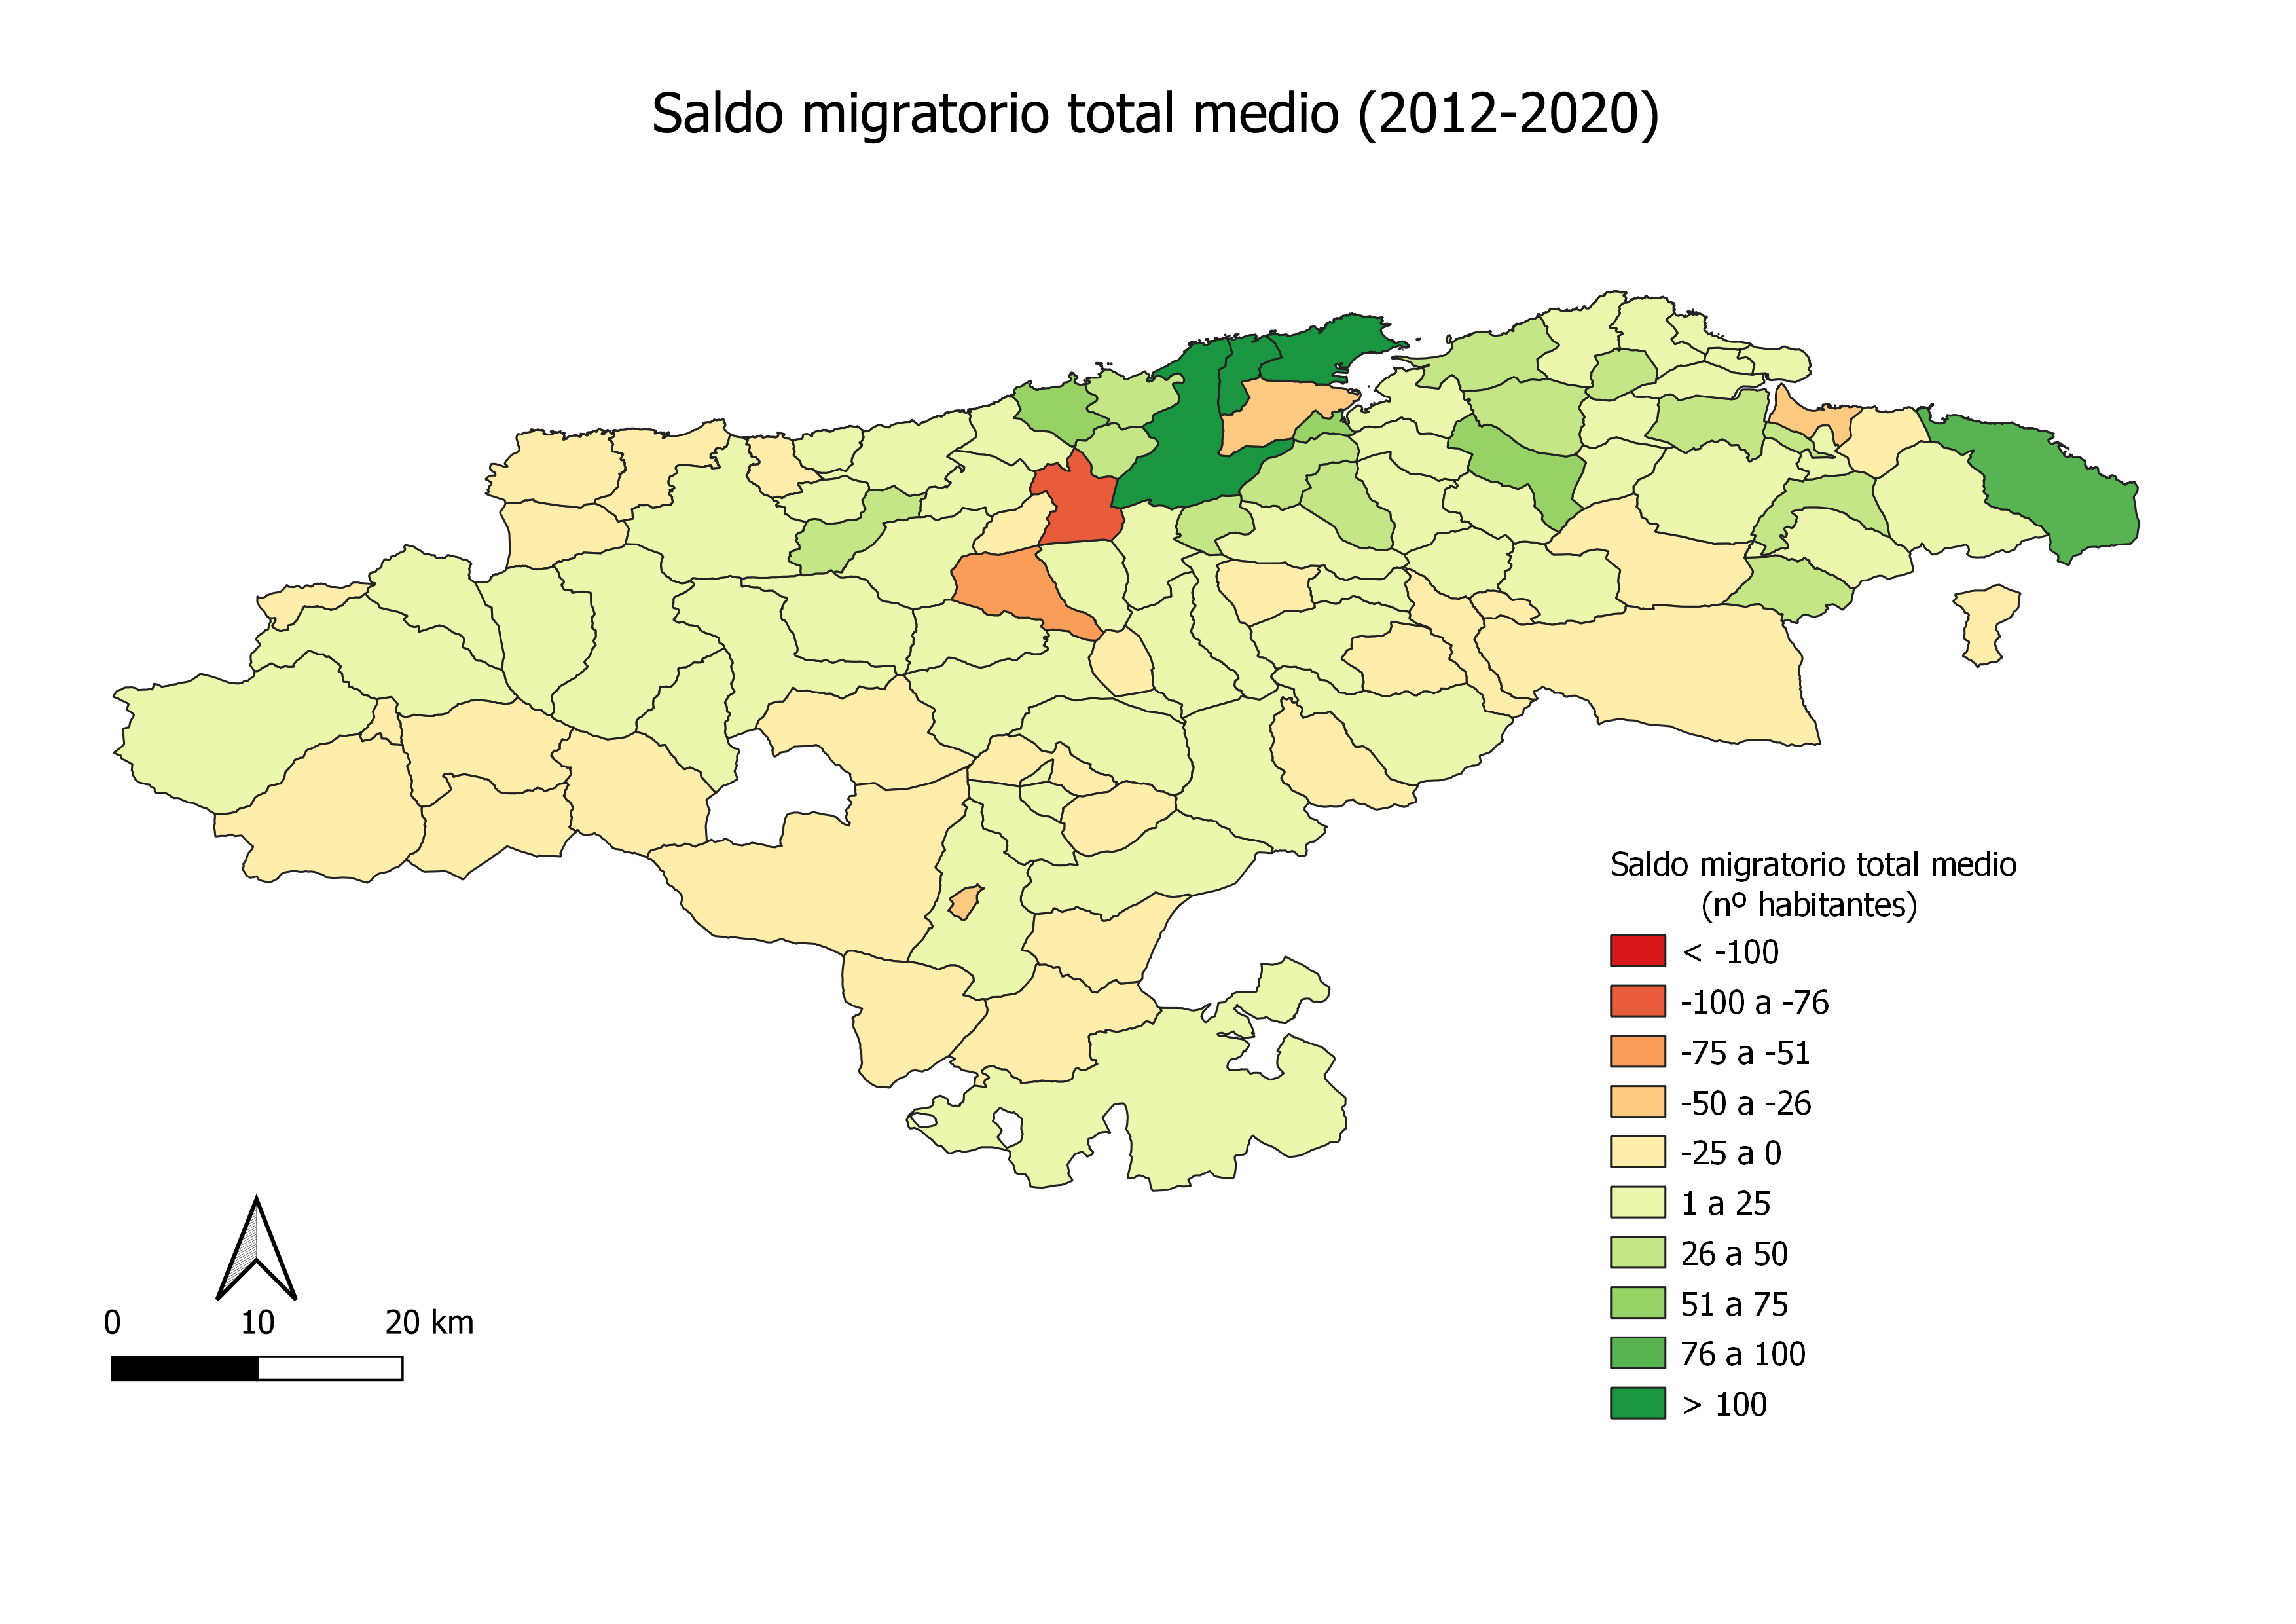 Saldo migratorio total medio (2012-2020)
Saldo migratorio total medio
(nº habitantes)
< -100
-100 a -76
-75 a -51
-50 a -26
-25 a 0
1 a 25
26 a 50
51 a 75
76 a 100
> 100
0 10 20 km